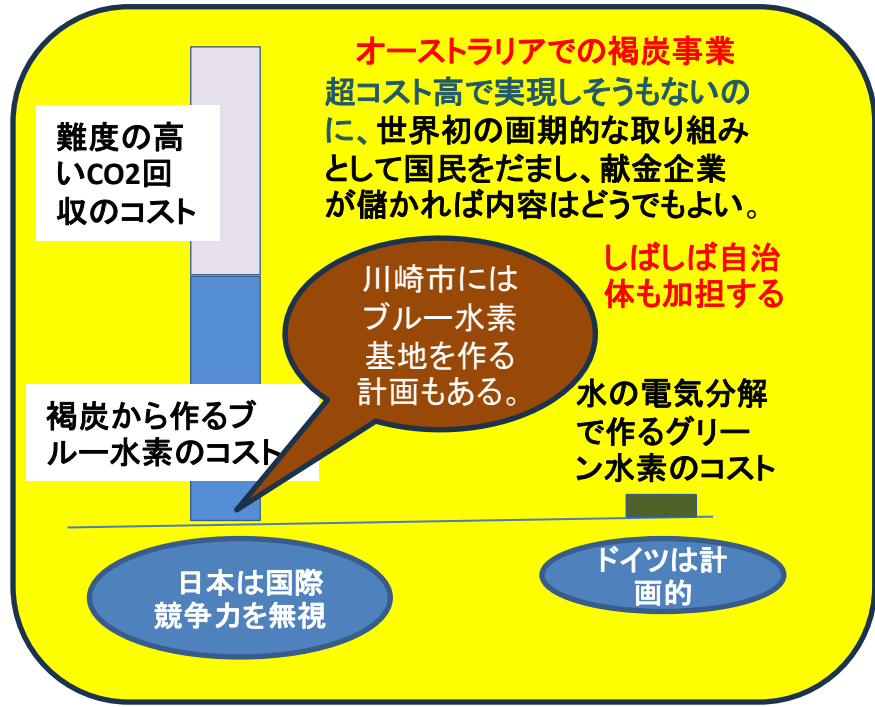 オーストラリアでの褐炭事業
超コスト高で実現しそうもないの
に、世界初の画期的な取り組み
として国民をだまし、献金企業
が儲かれば内容はどうでもよい。
難度の高
いCO2回
収のコスト
しばしば自治
体も加担する
川崎市には
ブルー水素
基地を作る
計画もある。
褐炭から作るブ
ルー水素のコスト
水の電気分解
で作るグリー
ン水素のコスト
日本は国際
競争力を無視
ドイツは計
画的